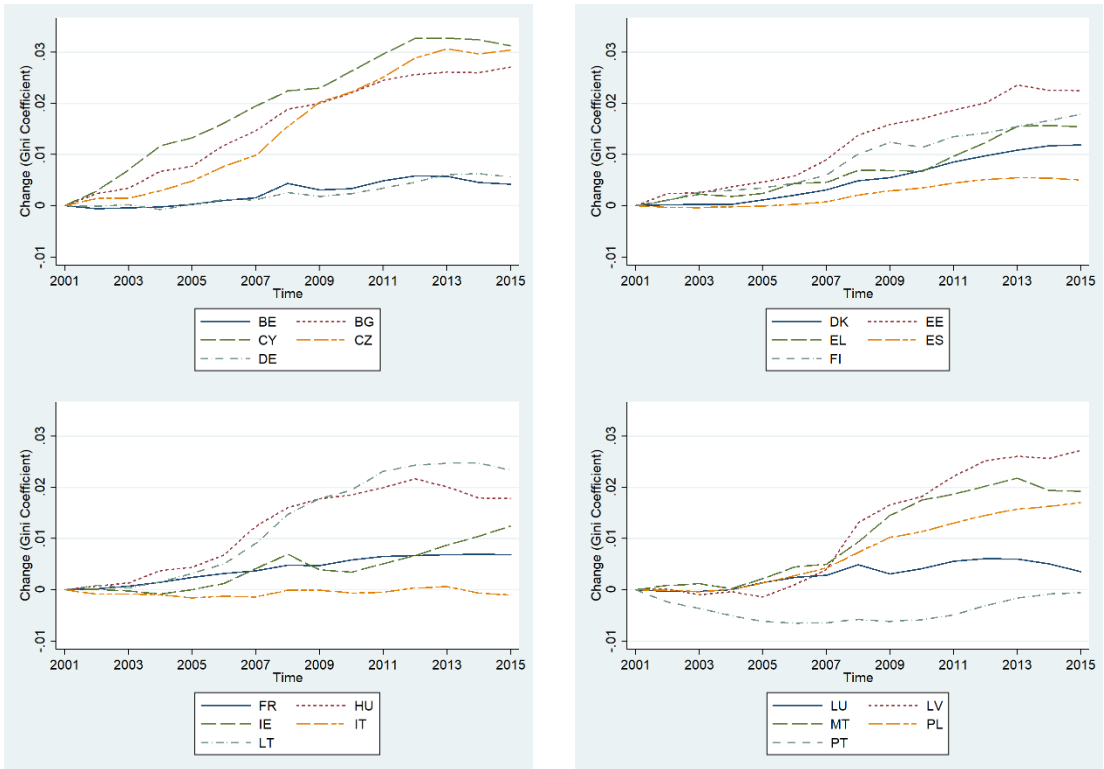 Change (Gini Coefficient)
.03
.02
.01
0
-.01
2001 2003 2005 2007 2009 2011 2013 2015
Time
BE BG
CY CZ
DE
Change (Gini Coefficient)
.03
.02
.01
0
-.01
2001 2003 2005 2007 2009 2011 2013 2015
Time
DK EE
EL ES
FI
Change (Gini Coefficient)
.03
.02
.01
0
-.01
2001 2003 2005 2007 2009 2011 2013 2015
Time
FR HU
IE IT
LT
Change (Gini Coefficient)
.03
.02
.01
0
-.01
2001 2003 2005 2007 2009 2011 2013 2015
Time
LU LV
MT PL
PT